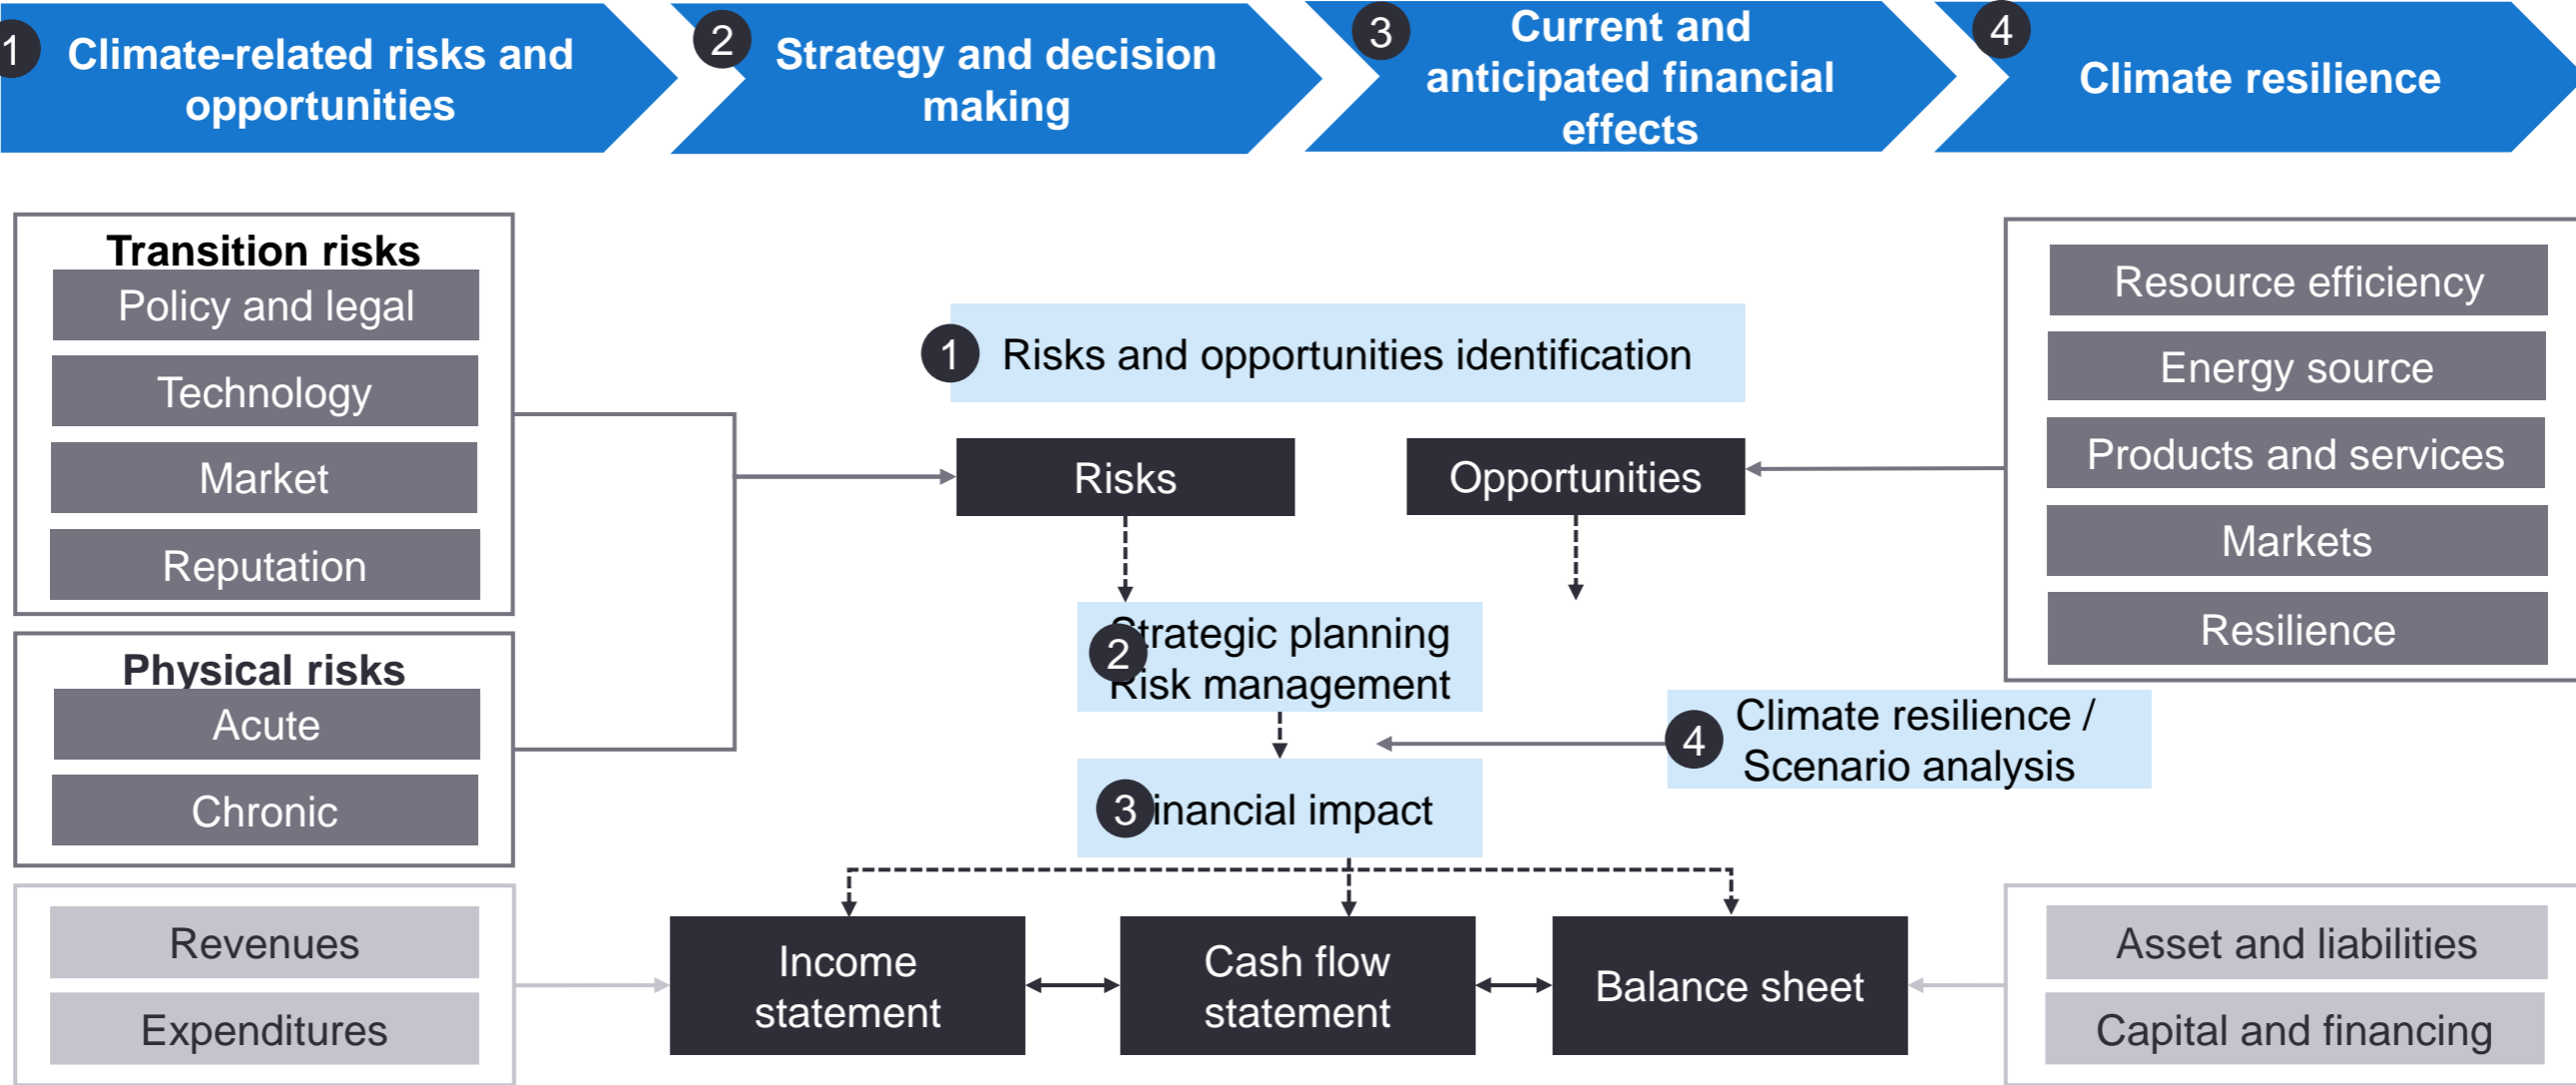 1
Climate-related risks and
opportunities
2
Strategy and decision
making
3
Current and
anticipated financial
effects
4
Climate resilience
Transition risks
Policy and legal
Technology
Market
Reputation
Physical risks
Acute
Chronic
Revenues
Expenditures
1 Risks and opportunities identification
Risks
Opportunities
2 Strategic planning
Risk management
4 Climate resilience /
Scenario analysis
3 inancial impact
Income
statement
Cash flow
statement
Balance sheet
Resource efficiency
Energy source
Products and services
Markets
Resilience
Asset and liabilities
Capital and financing